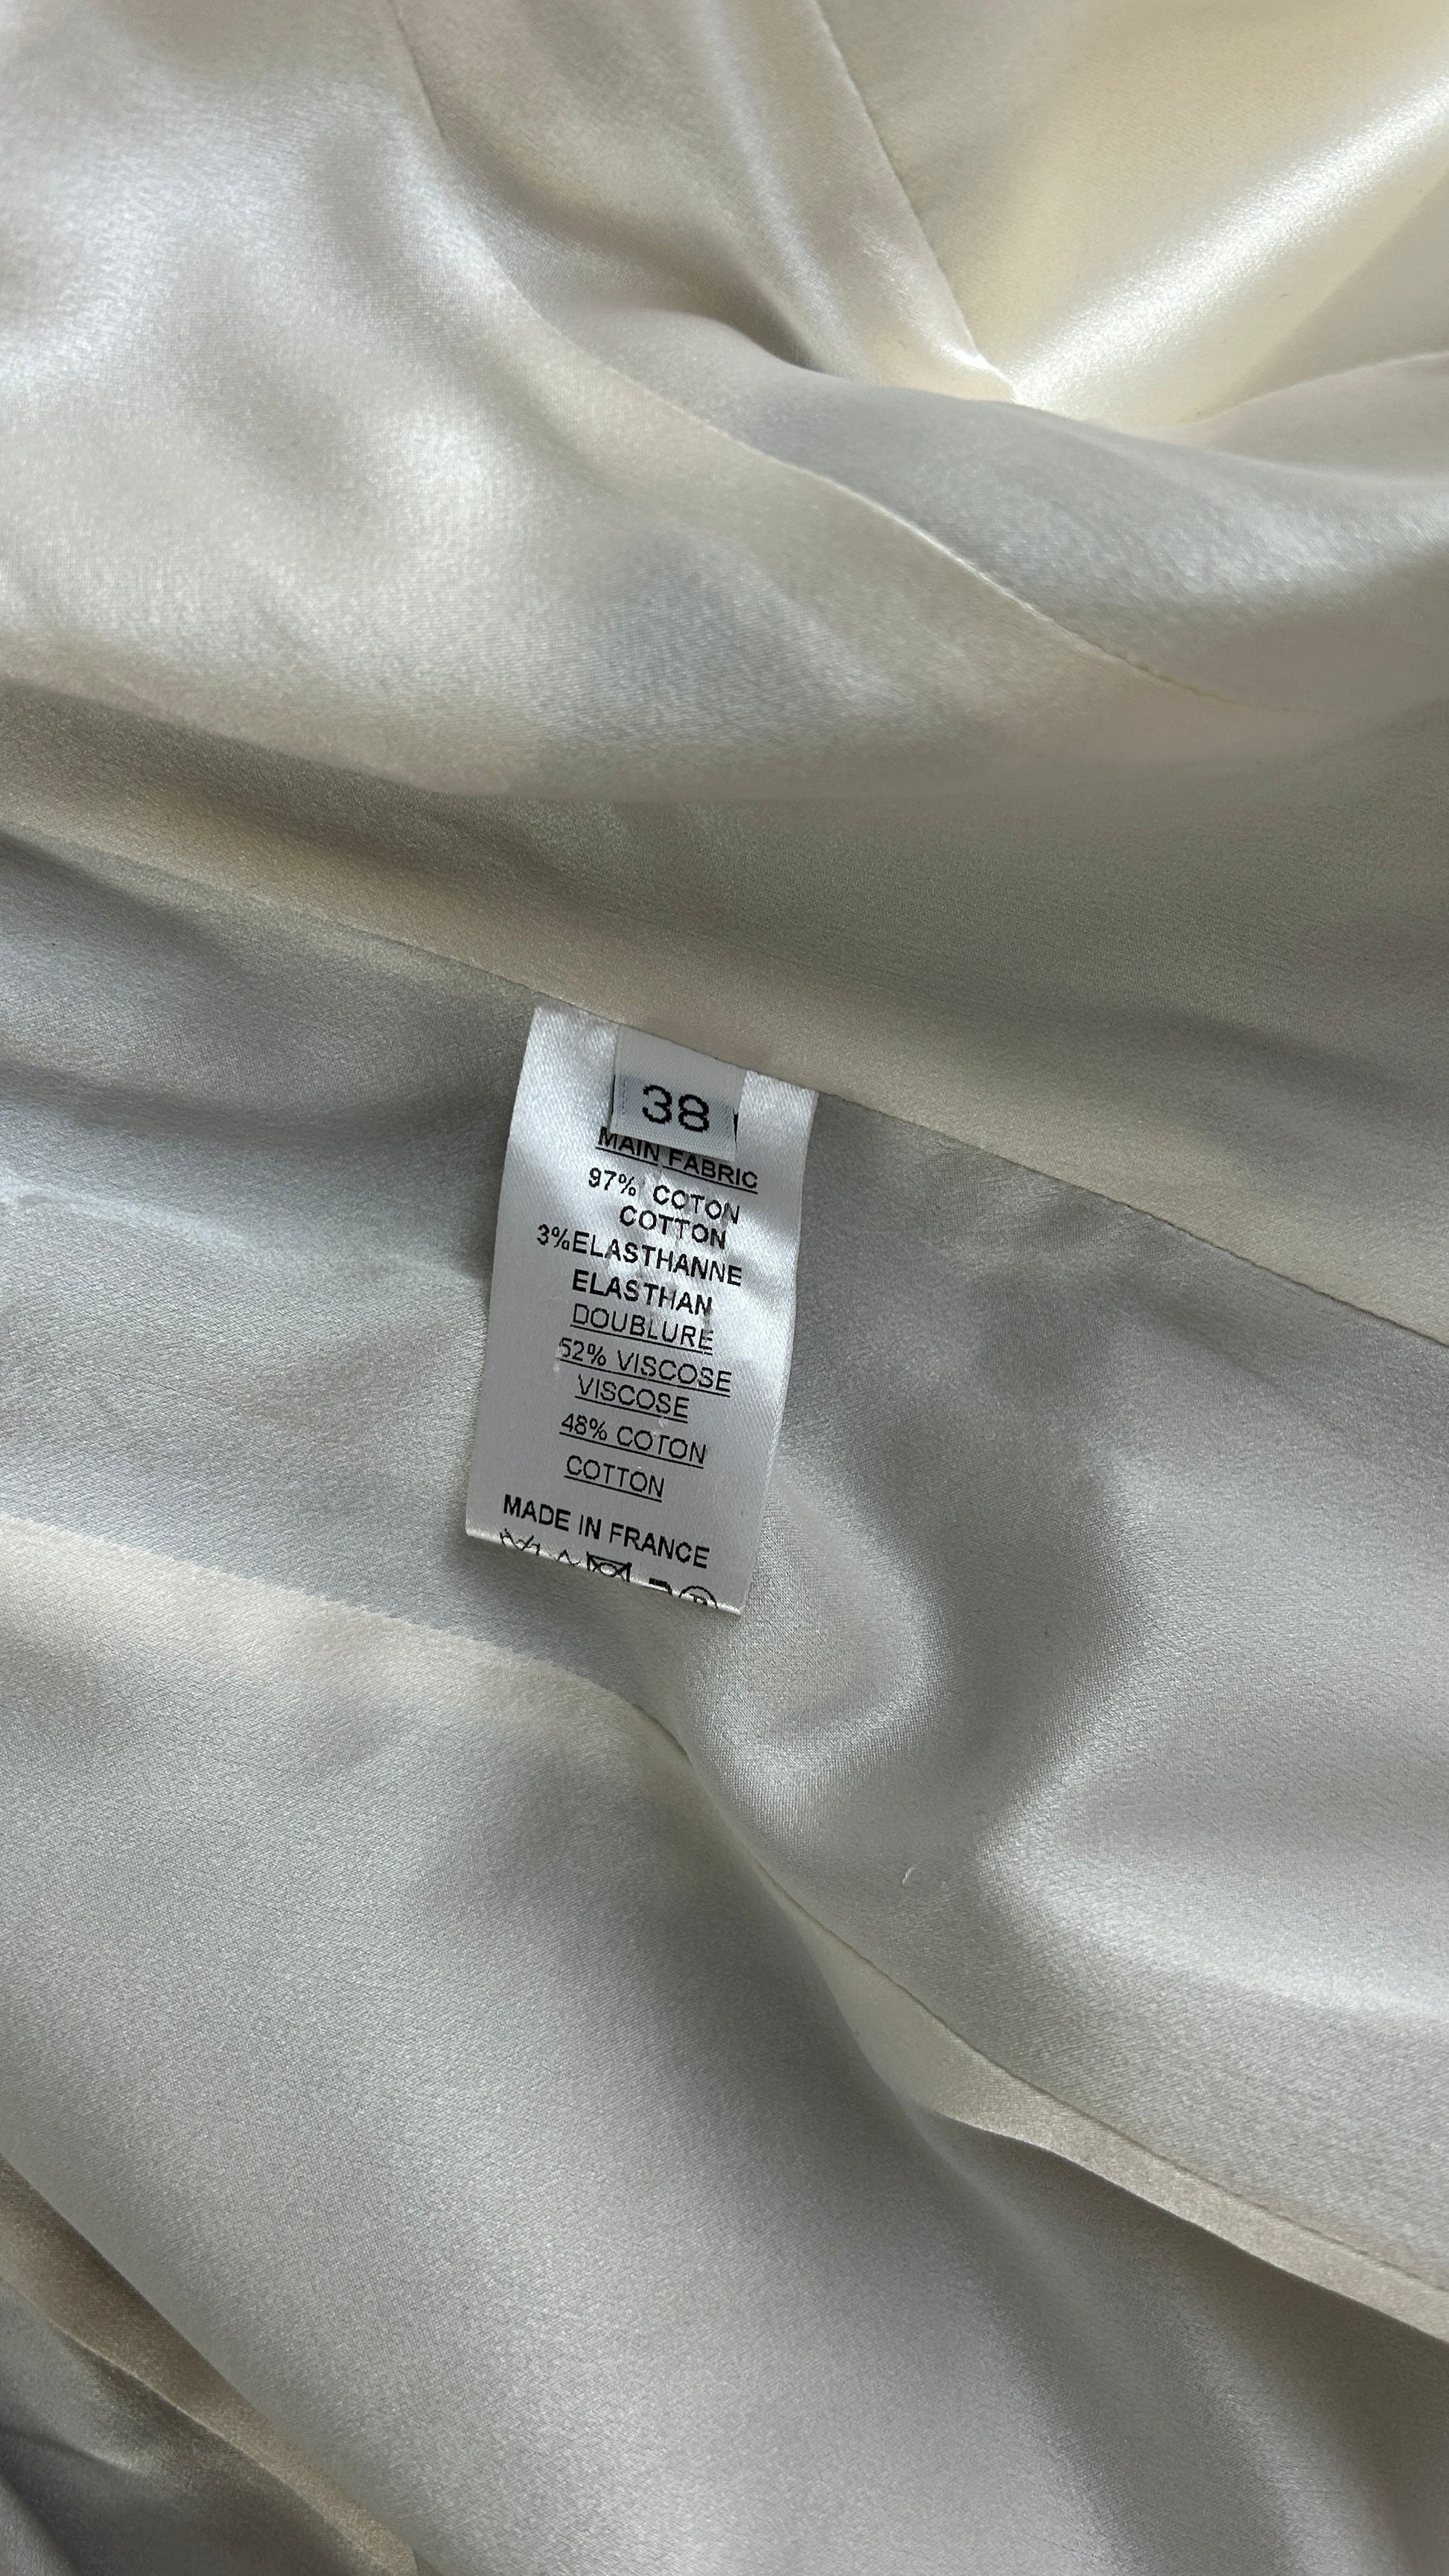 38
MAIN FABRIC
97% COTON
COTTON
3%ELASTHANNE
ELASTHAN
DOUBLURE
52% VISCOSE
VISCOSE
48% COTON
COTTON
MADE IN FRANCE